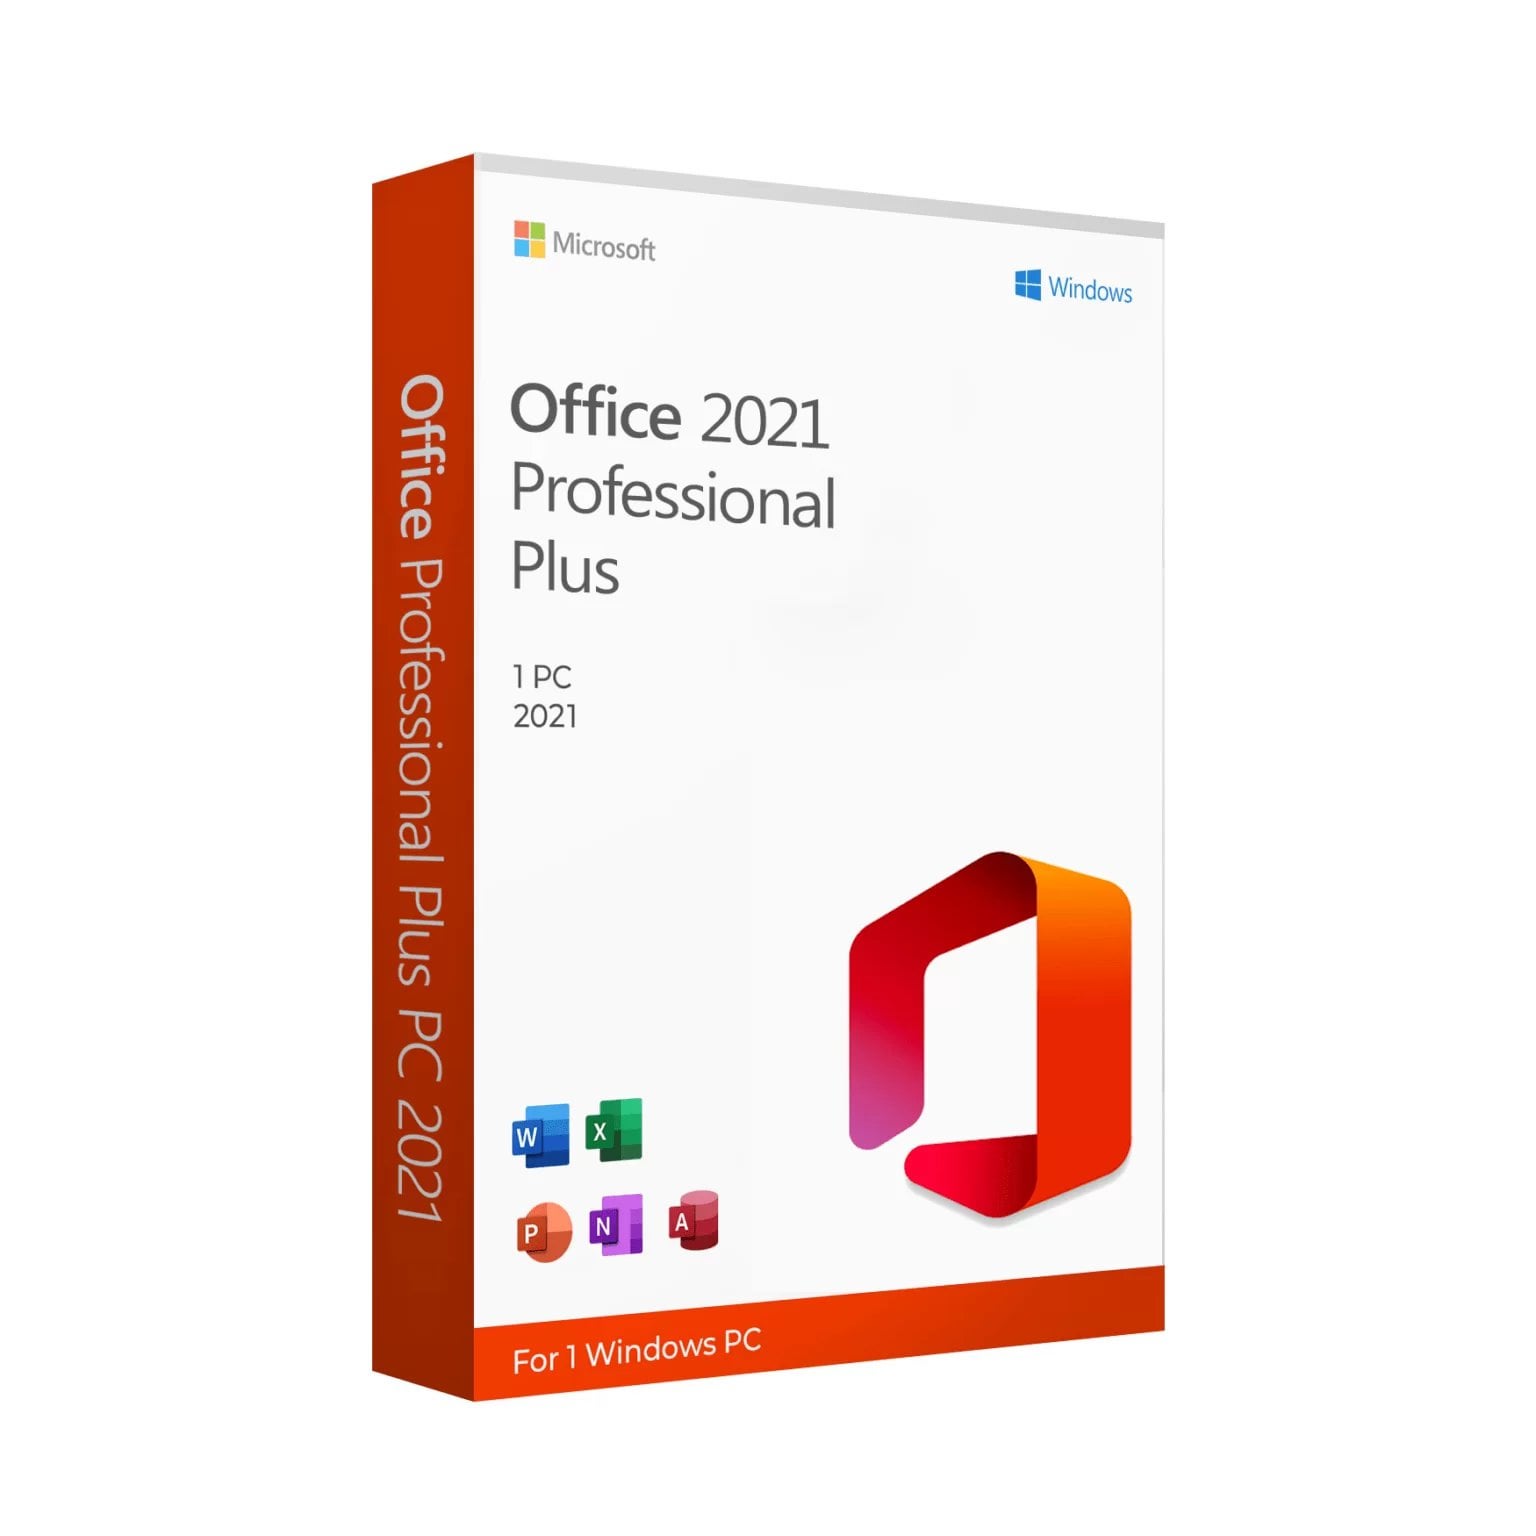 Microsoft
Windows
Office 2021
Professional
Plus
1 PC
2021
W
X
P
N
A
For 1 Windows PC
Office Professional Plus PC 2021